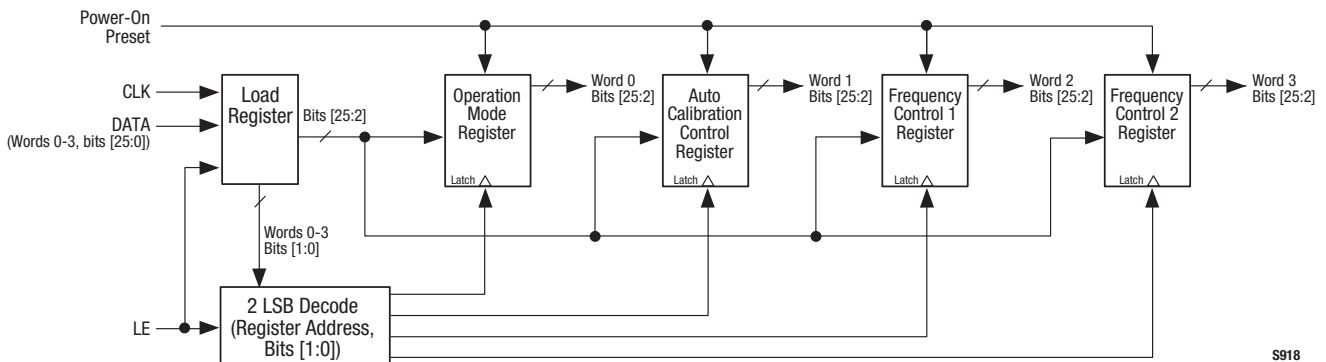 Power-On
Preset
CLK
DATA
(Words 0-3, bits [25:0])
Load
Register
Bits [25:2]
Operation
Mode
Register
Latch
Word 0
Bits [25:2]
Auto
Calibration
Control
Register
Latch
Word 1
Bits [25:2]
Frequency
Control 1
Register
Latch
Word 2
Bits [25:2]
Frequency
Control 2
Register
Latch
Word 3
Bits [25:2]
Words 0-3
Bits [1:0]
LE
2 LSB Decode
(Register Address,
Bits [1:0])
S918